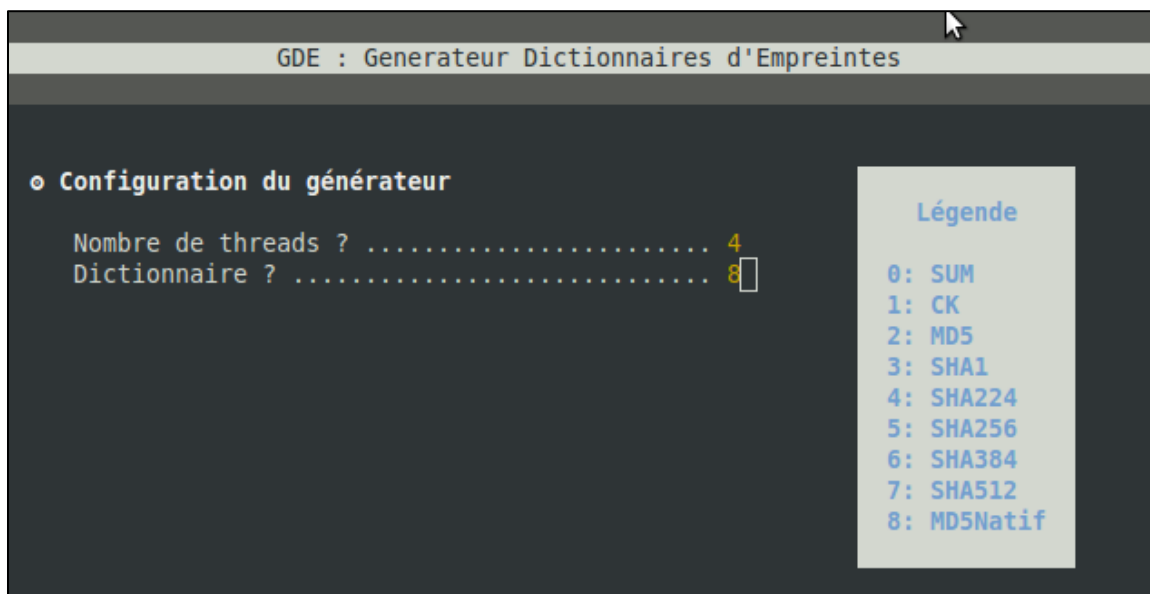 GDE : Generateur Dictionnaires d'Empreintes
⚙ Configuration du générateur
Nombre de threads ? ........................ 4
Dictionnaire ? ............................. 8
Légende
0: SUM
1: CK
2: MD5
3: SHA1
4: SHA224
5: SHA256
6: SHA384
7: SHA512
8: MD5Natif